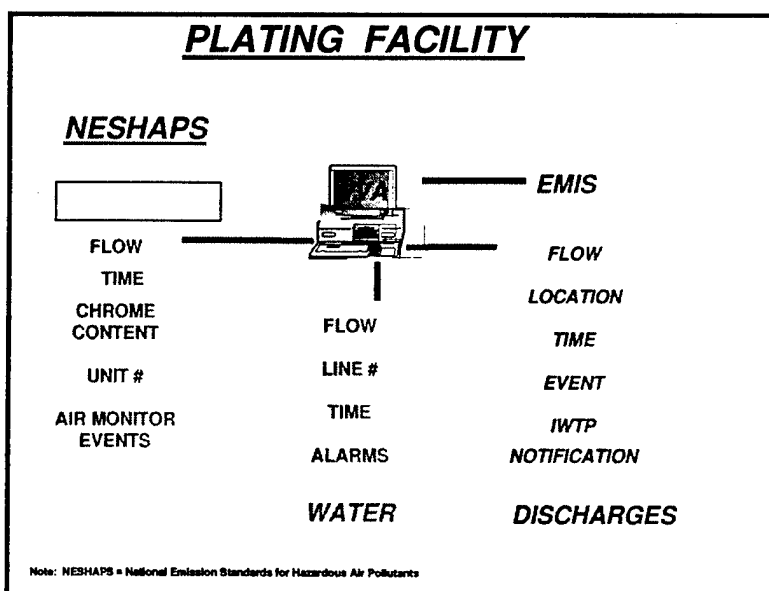 PLATING FACILITY
NESHAPS
FLOW
TIME
CHROME
CONTENT
UNIT #
AIR MONITOR
EVENTS
FLOW
LINE #
TIME
ALARMS
WATER
EMIS
FLOW
LOCATION
TIME
EVENT
IWTP
NOTIFICATION
DISCHARGES
Note: NESHAPS = National Emission Standards for Hazardous Air Pollutants